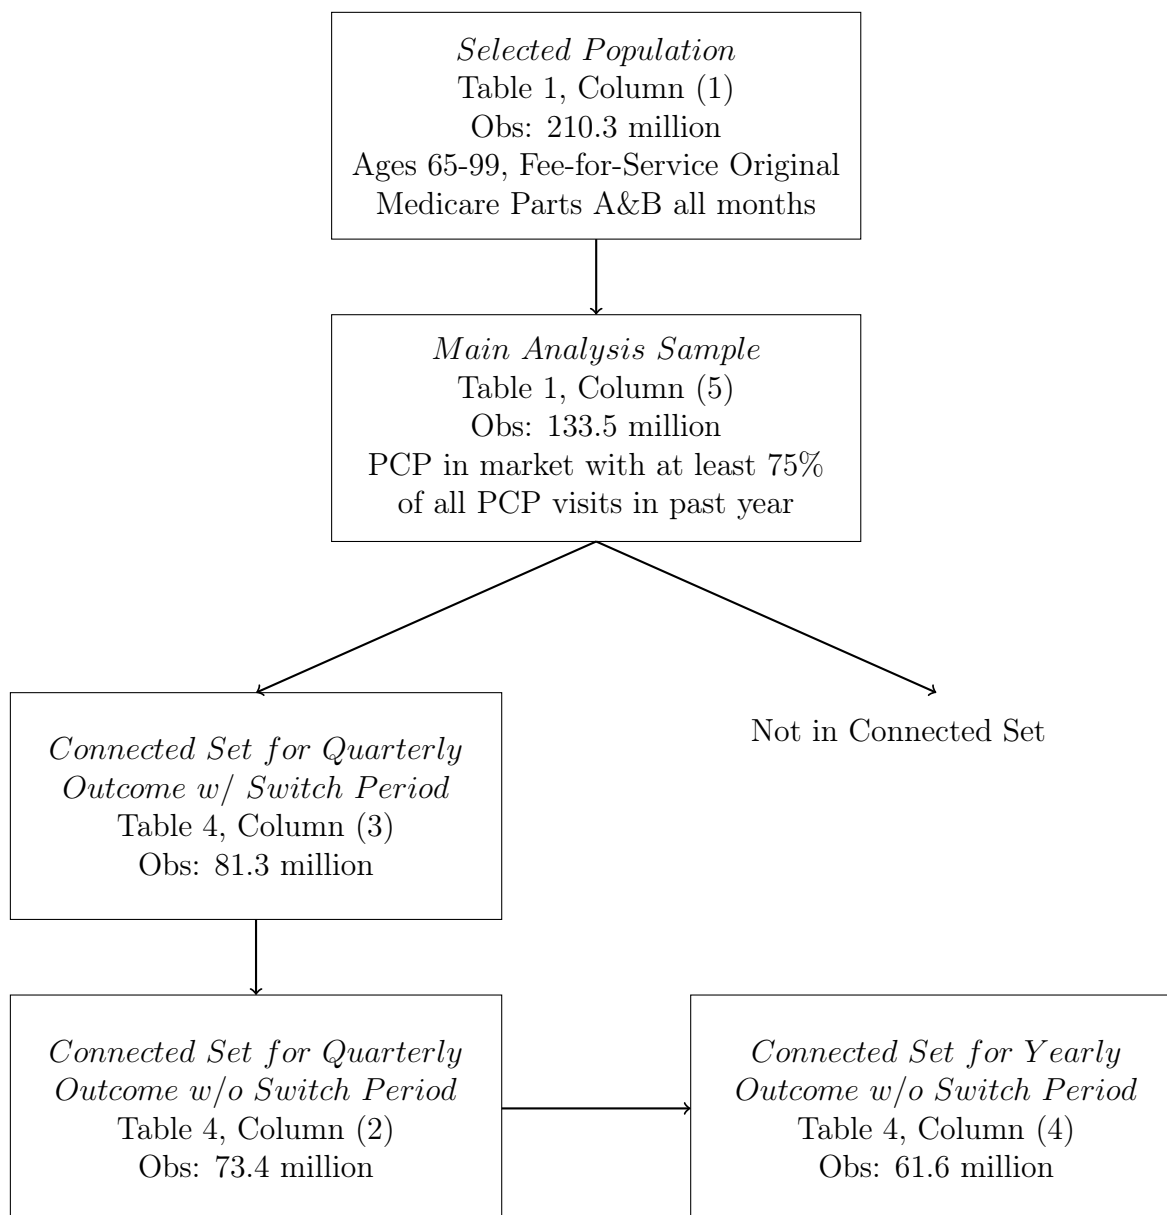 Selected Population
Table 1, Column (1)
Obs: 210.3 million
Ages 65-99, Fee-for-Service Original
Medicare Parts A&B all months
Main Analysis Sample
Table 1, Column (5)
Obs: 133.5 million
PCP in market with at least 75%
of all PCP visits in past year
Not in Connected Set
Connected Set for Quarterly
Outcome w/ Switch Period
Table 4, Column (3)
Obs: 81.3 million
Connected Set for Quarterly
Outcome w/o Switch Period
Table 4, Column (2)
Obs: 73.4 million
Connected Set for Yearly
Outcome w/o Switch Period
Table 4, Column (4)
Obs: 61.6 million